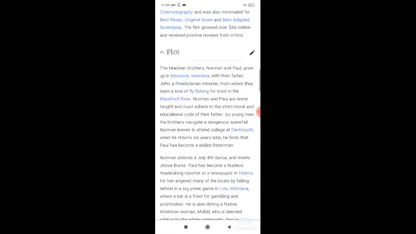 Cinematography and was also nominated for
Best Music, Original Score and Best Adapted
Screenplay. The film grossed over $66 million
and received positive reviews from critics.
Plot
The Maclean brothers, Norman and Paul, grow
up in Missoula, Montana, with their father,
John, a Presbyterian minister, from whom they
learn a love of fly fishing for trout in the
Blackfoot River. Norman and Paul are home
taught and must adhere to the strict moral and
educational code of their father. As young men,
the brothers navigate a dangerous waterfall.
Norman leaves to attend college at Dartmouth;
when he returns six years later, he finds that
Paul has become a skilled fisherman.
Norman attends a July 4th dance, and meets
Jessie Burns. Paul has become a
muckraking reporter at a newspaper in Helena.
He has angered many of the locals by falling
behind in a big poker game in Lolo, Montana,
where a bar is a front for gambling and
prostitution. He is also dating a Native
American woman, Mabel, who is deemed